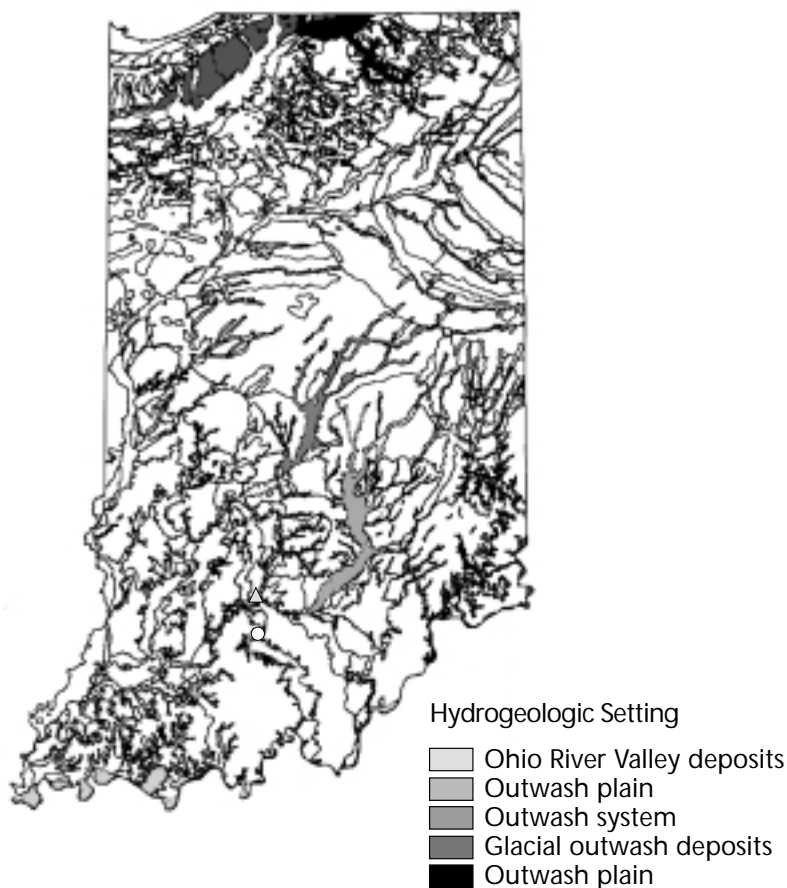 Hydrogeologic Setting
Ohio River Valley deposits
Outwash plain
Outwash system
Glacial outwash deposits
Outwash plain